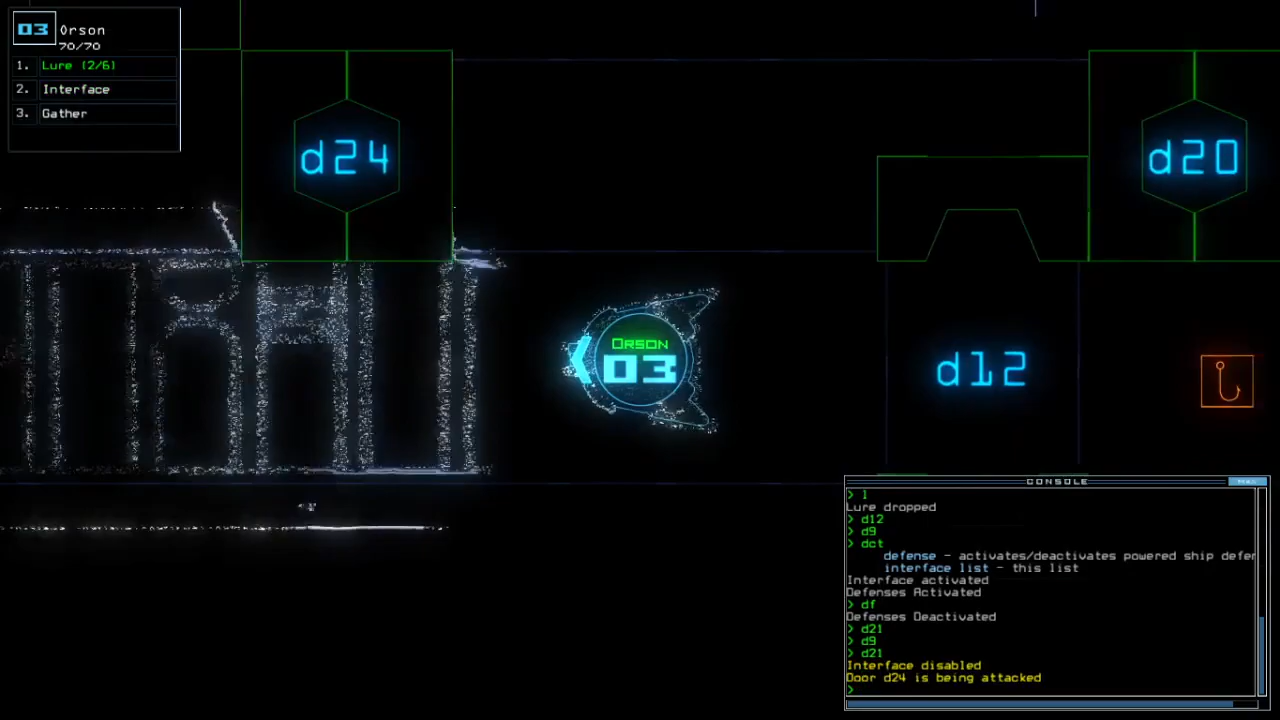 03 Orson
70/70
1. Lure (2/6)
2. Interface
3. Gather
d24
d20
Orson
03
d12
CONSOLE
> l
Lure dropped
> d12
> d9
> dct
defense - activates/deactivates powered ship defen
interface list - this list
Interface activated
Defenses Activated
> df
Defenses Deactivated
> d21
> d9
> d21
Interface disabled
Door d24 is being attacked
>